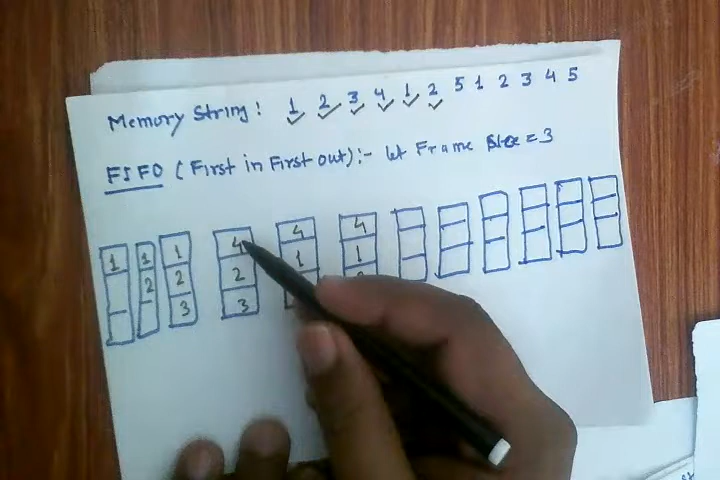 Memory String: 1 2 3 4 1 2 5 1 2 3 4 5
FIFO (First in First out):- let Frame size = 3
1 1 1 4 4 4
2 2 2 1 1
3 3